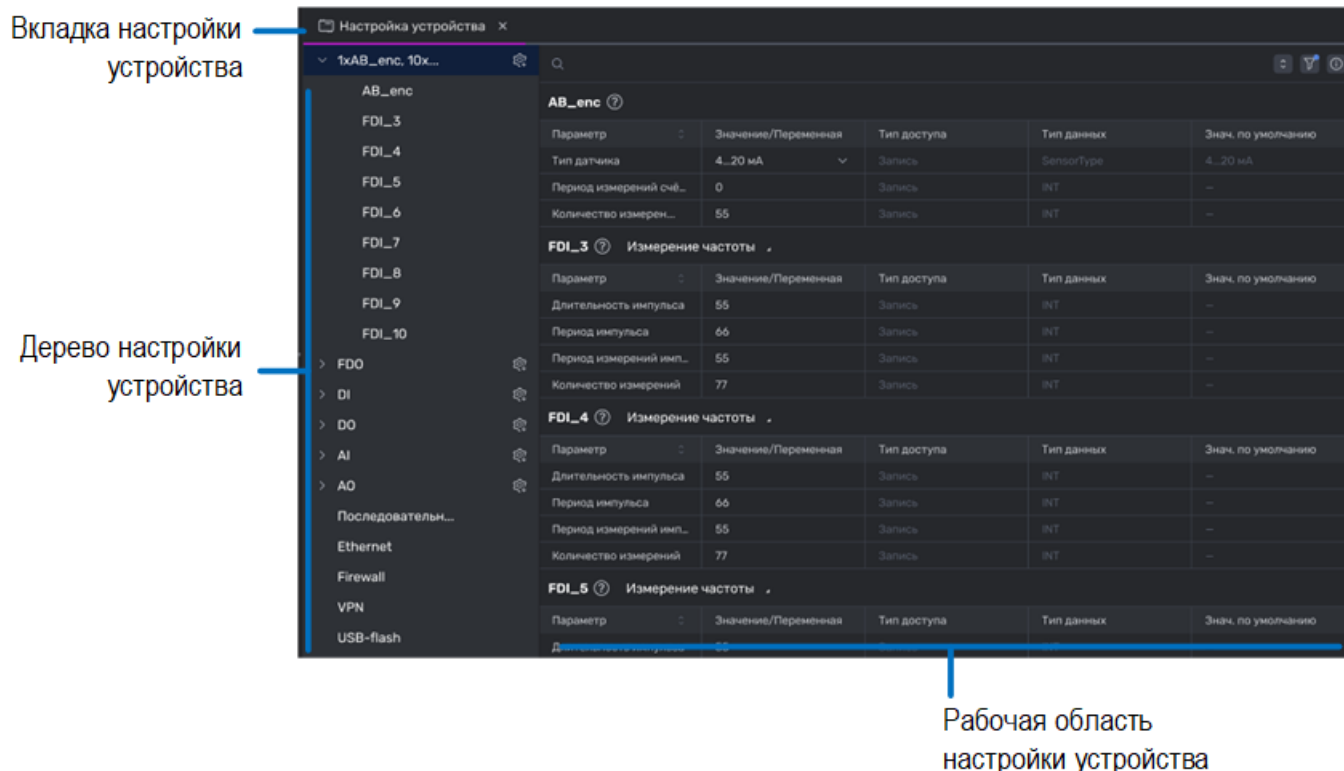 Вкладка настройки
устройства
Дерево настройки
устройства
Настройка устройства
1xAB_enc, 10x...
AB_enc
FDI_3
FDI_4
FDI_5
FDI_6
FDI_7
FDI_8
FDI_9
FDI_10
FDO
DI
DO
AI
AO
Последовательн...
Ethernet
Firewall
VPN
USB-flash
AB_enc
Параметр Значение/Переменная Тип доступа Тип данных Знач. по умолчанию
Тип датчика 4...20 мА Запись SensorType 4...20 мА
Период измерений счё... 0 Запись INT –
Количество измерен... 55 Запись INT –
FDI_3 Измерение частоты
Параметр Значение/Переменная Тип доступа Тип данных Знач. по умолчанию
Длительность импульса 55 Запись INT –
Период импульса 66 Запись INT –
Период измерений имп... 55 Запись INT –
Количество измерений 77 Запись INT –
FDI_4 Измерение частоты
Параметр Значение/Переменная Тип доступа Тип данных Знач. по умолчанию
Длительность импульса 55 Запись INT –
Период импульса 66 Запись INT –
Период измерений имп... 55 Запись INT –
Количество измерений 77 Запись INT –
FDI_5 Измерение частоты
Параметр Значение/Переменная Тип доступа Тип данных Знач. по умолчанию
Рабочая область
настройки устройства